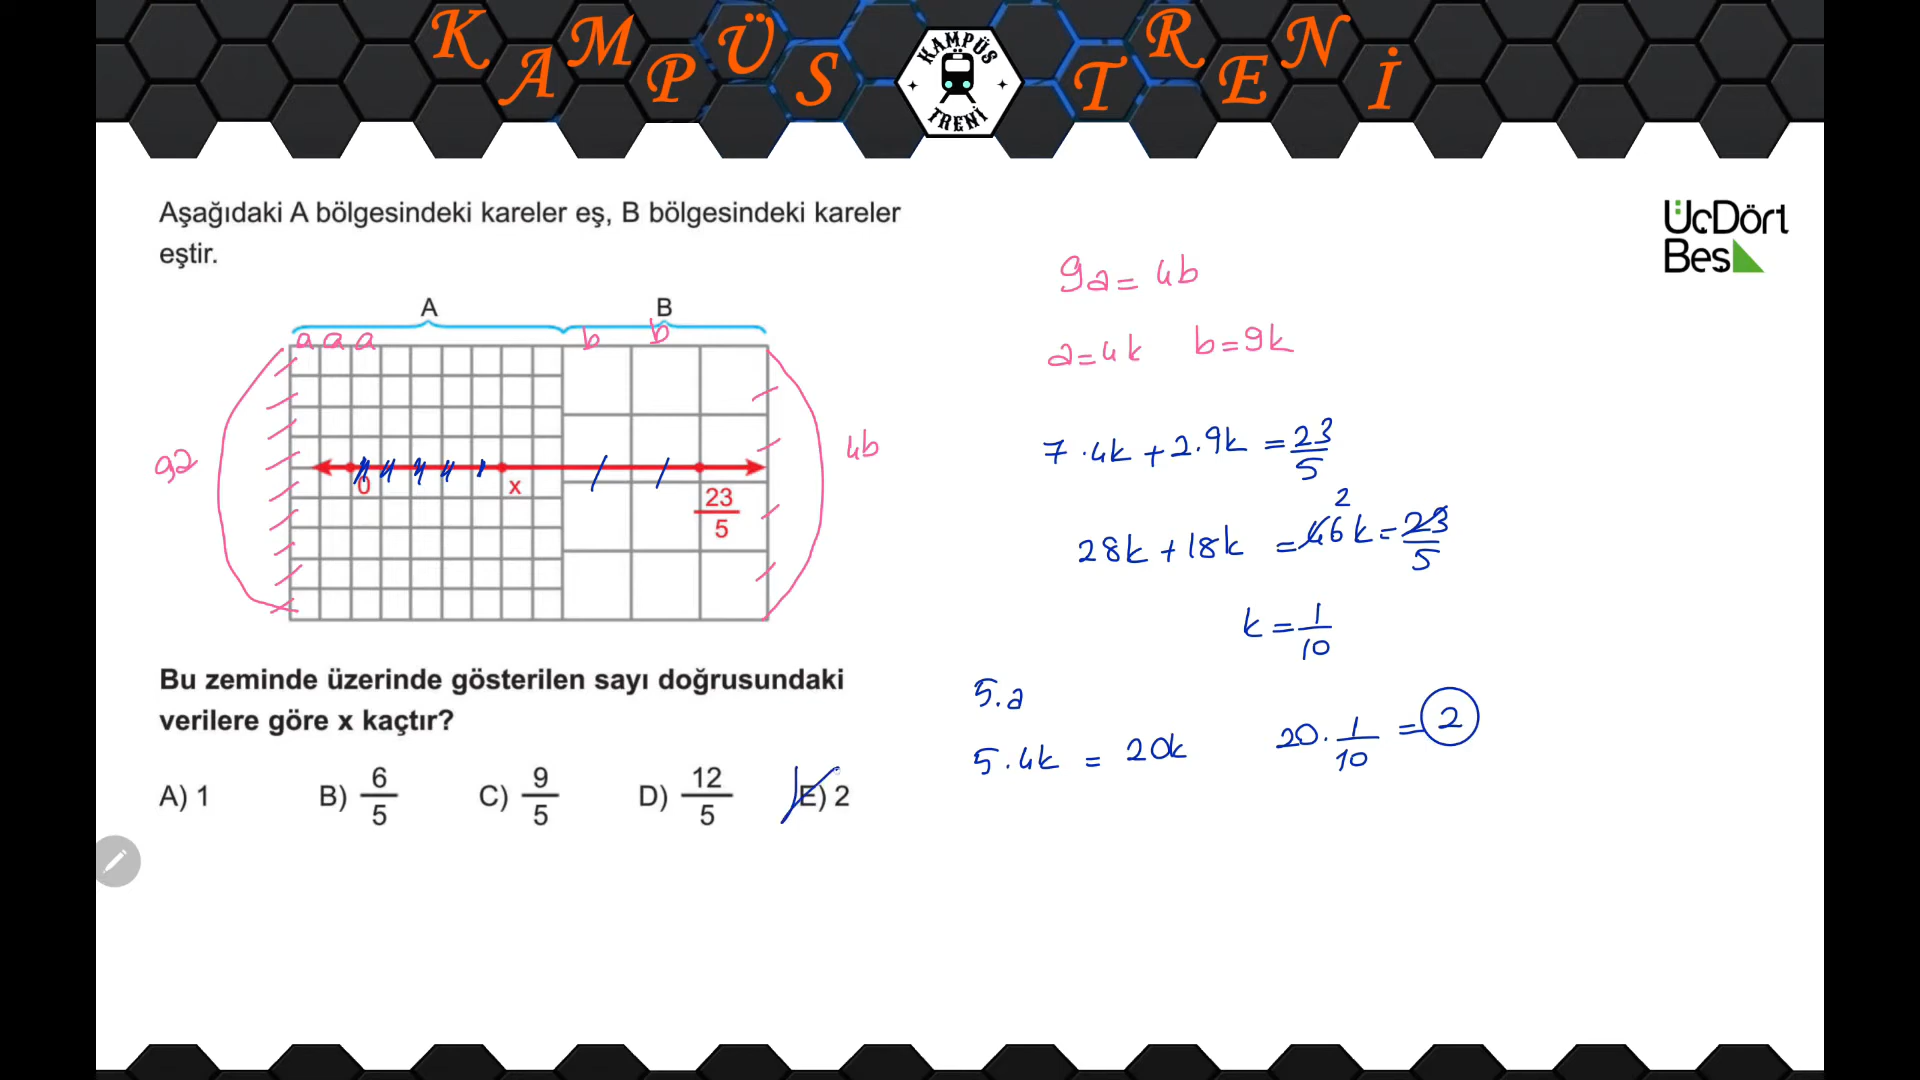 KAMPÜS TRENİ
KAMPÜS
TRENİ
Aşağıdaki A bölgesindeki kareler eş, B bölgesindeki kareler
eştir.
ÜçDört
Beş
A
B
a a a b b
9a
4b
0
x
23/5
9a = 4b
a = 4k b = 9k
7.4k + 2.9k = 23/5
28k + 18k = 46k = 23/5
2
k = 1/10
5.a
5.4k = 20k
20. 1/10 = 2
Bu zeminde üzerinde gösterilen sayı doğrusundaki
verilere göre x kaçtır?
A) 1 B) 6/5 C) 9/5 D) 12/5 E) 2